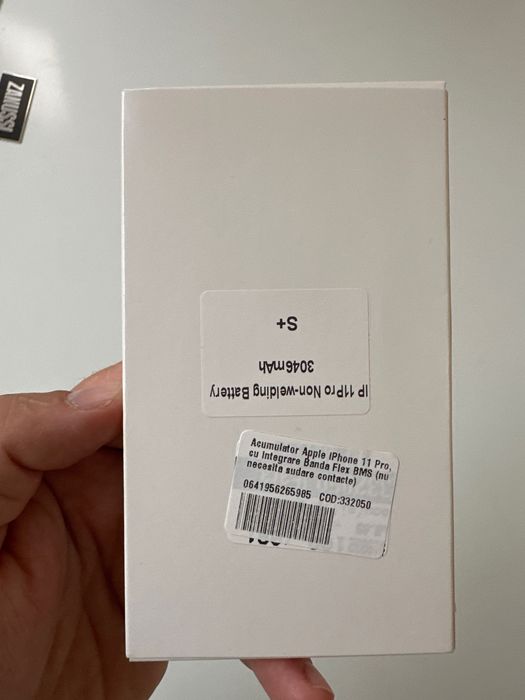 ZANUSSI
IP 11Pro Non-welding Battery
3046mAh
S+
Acumulator Apple iPhone 11 Pro,
cu Integrare Banda Flex BMS (nu
necesita sudare contacte)
0641956265985 COD:332050